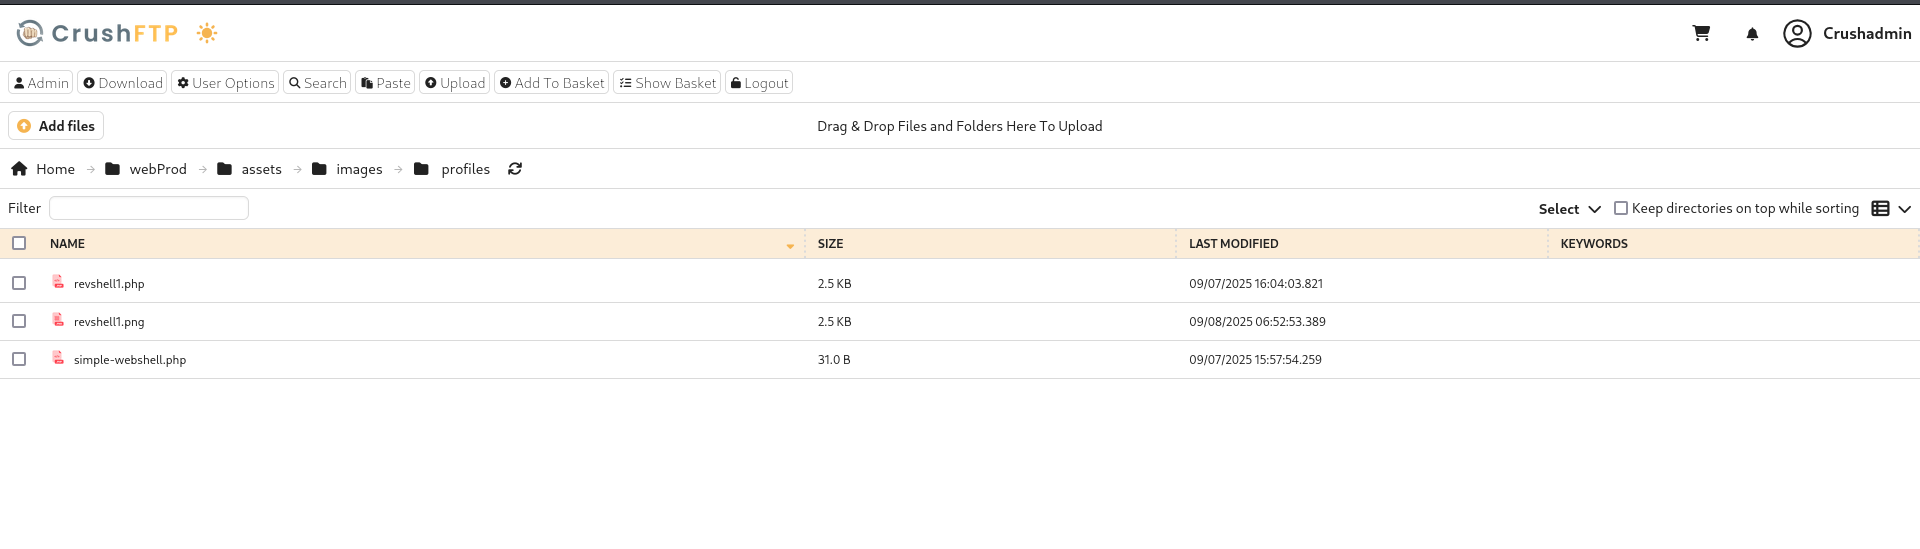 CrushFTP
Crushadmin
Admin Download User Options Search Paste Upload Add To Basket Show Basket Logout
Add files Drag & Drop Files and Folders Here To Upload
Home webProd assets images profiles
Filter Select Keep directories on top while sorting
NAME SIZE LAST MODIFIED KEYWORDS
revshell1.php 2.5 KB 09/07/2025 16:04:03.821
revshell1.png 2.5 KB 09/08/2025 06:52:53.389
simple-webshell.php 31.0 B 09/07/2025 15:57:54.259